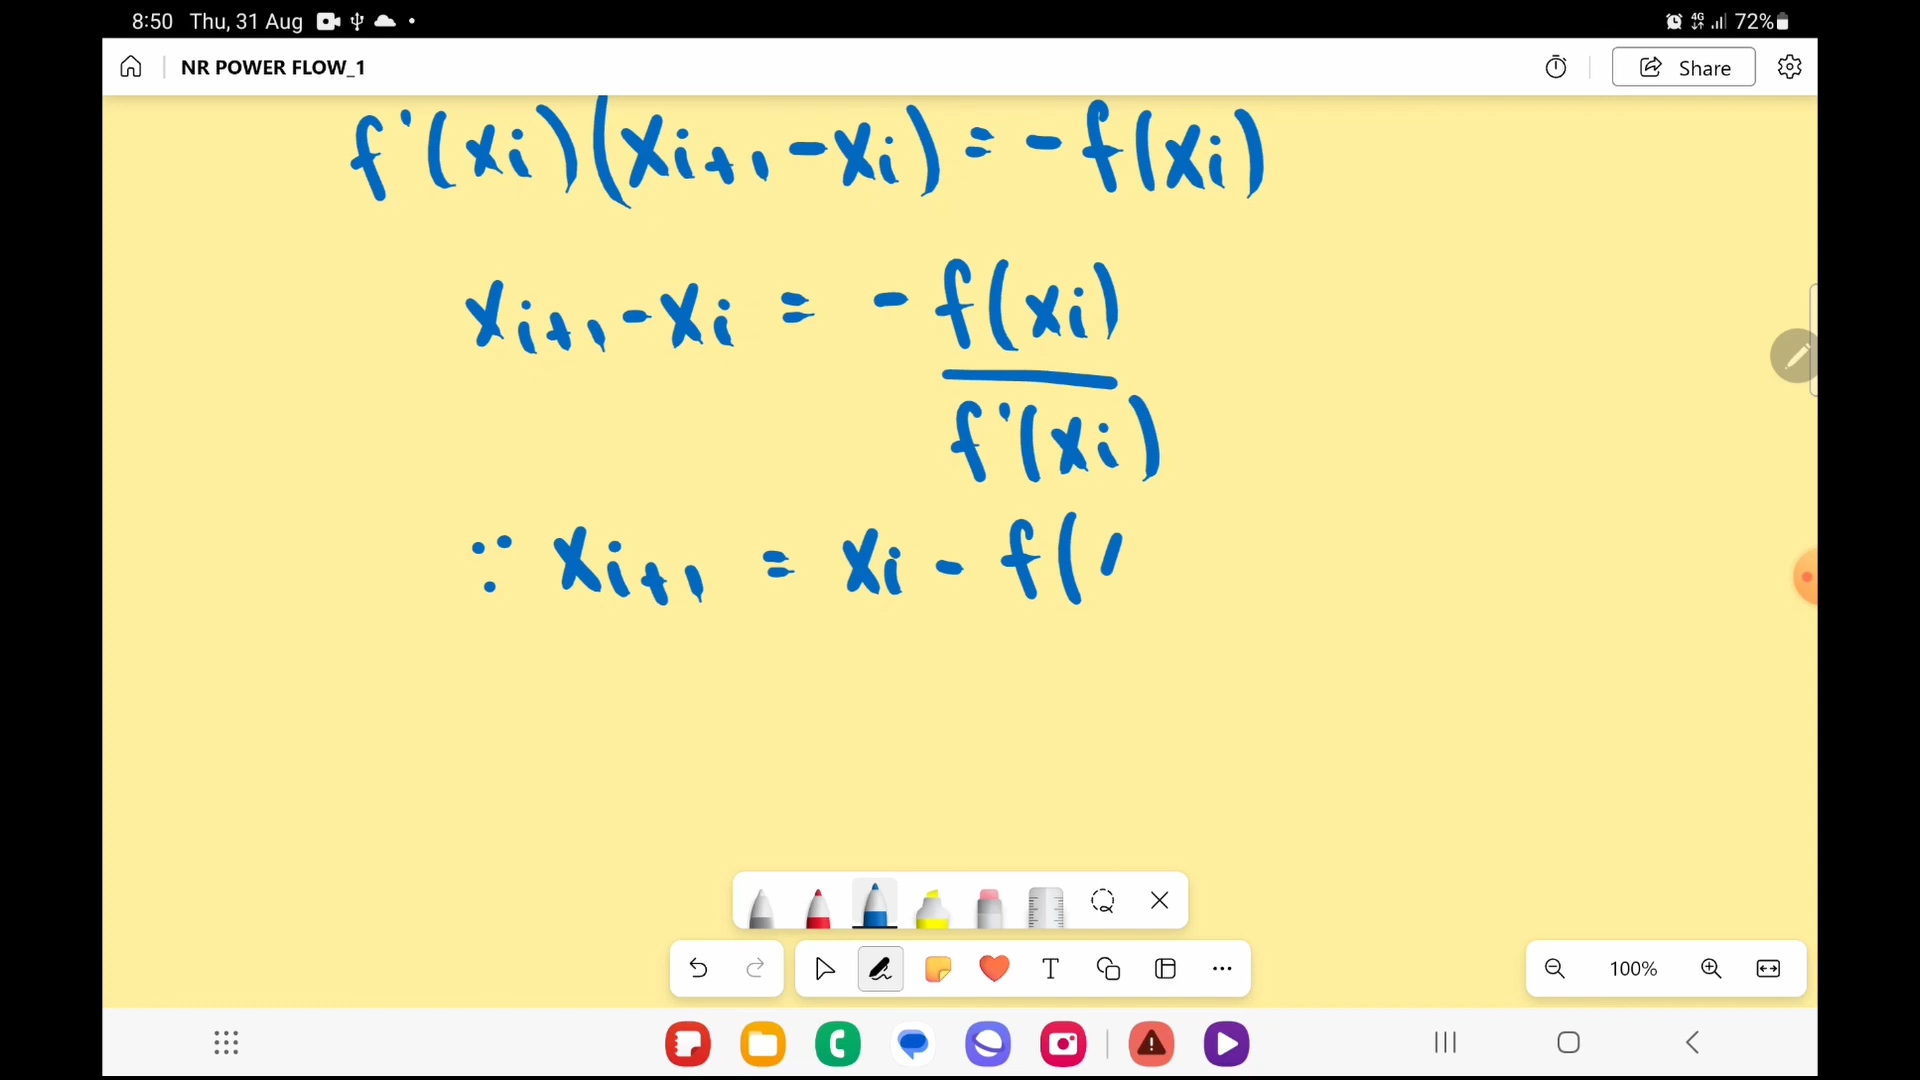 8:50 Thu, 31 Aug 4G 72%
NR POWER FLOW_1 Share
f'(xi)(xi+1-xi) = -f(xi)
xi+1-xi = -f(xi)
f'(xi)
∵ xi+1 = xi - f(
100%